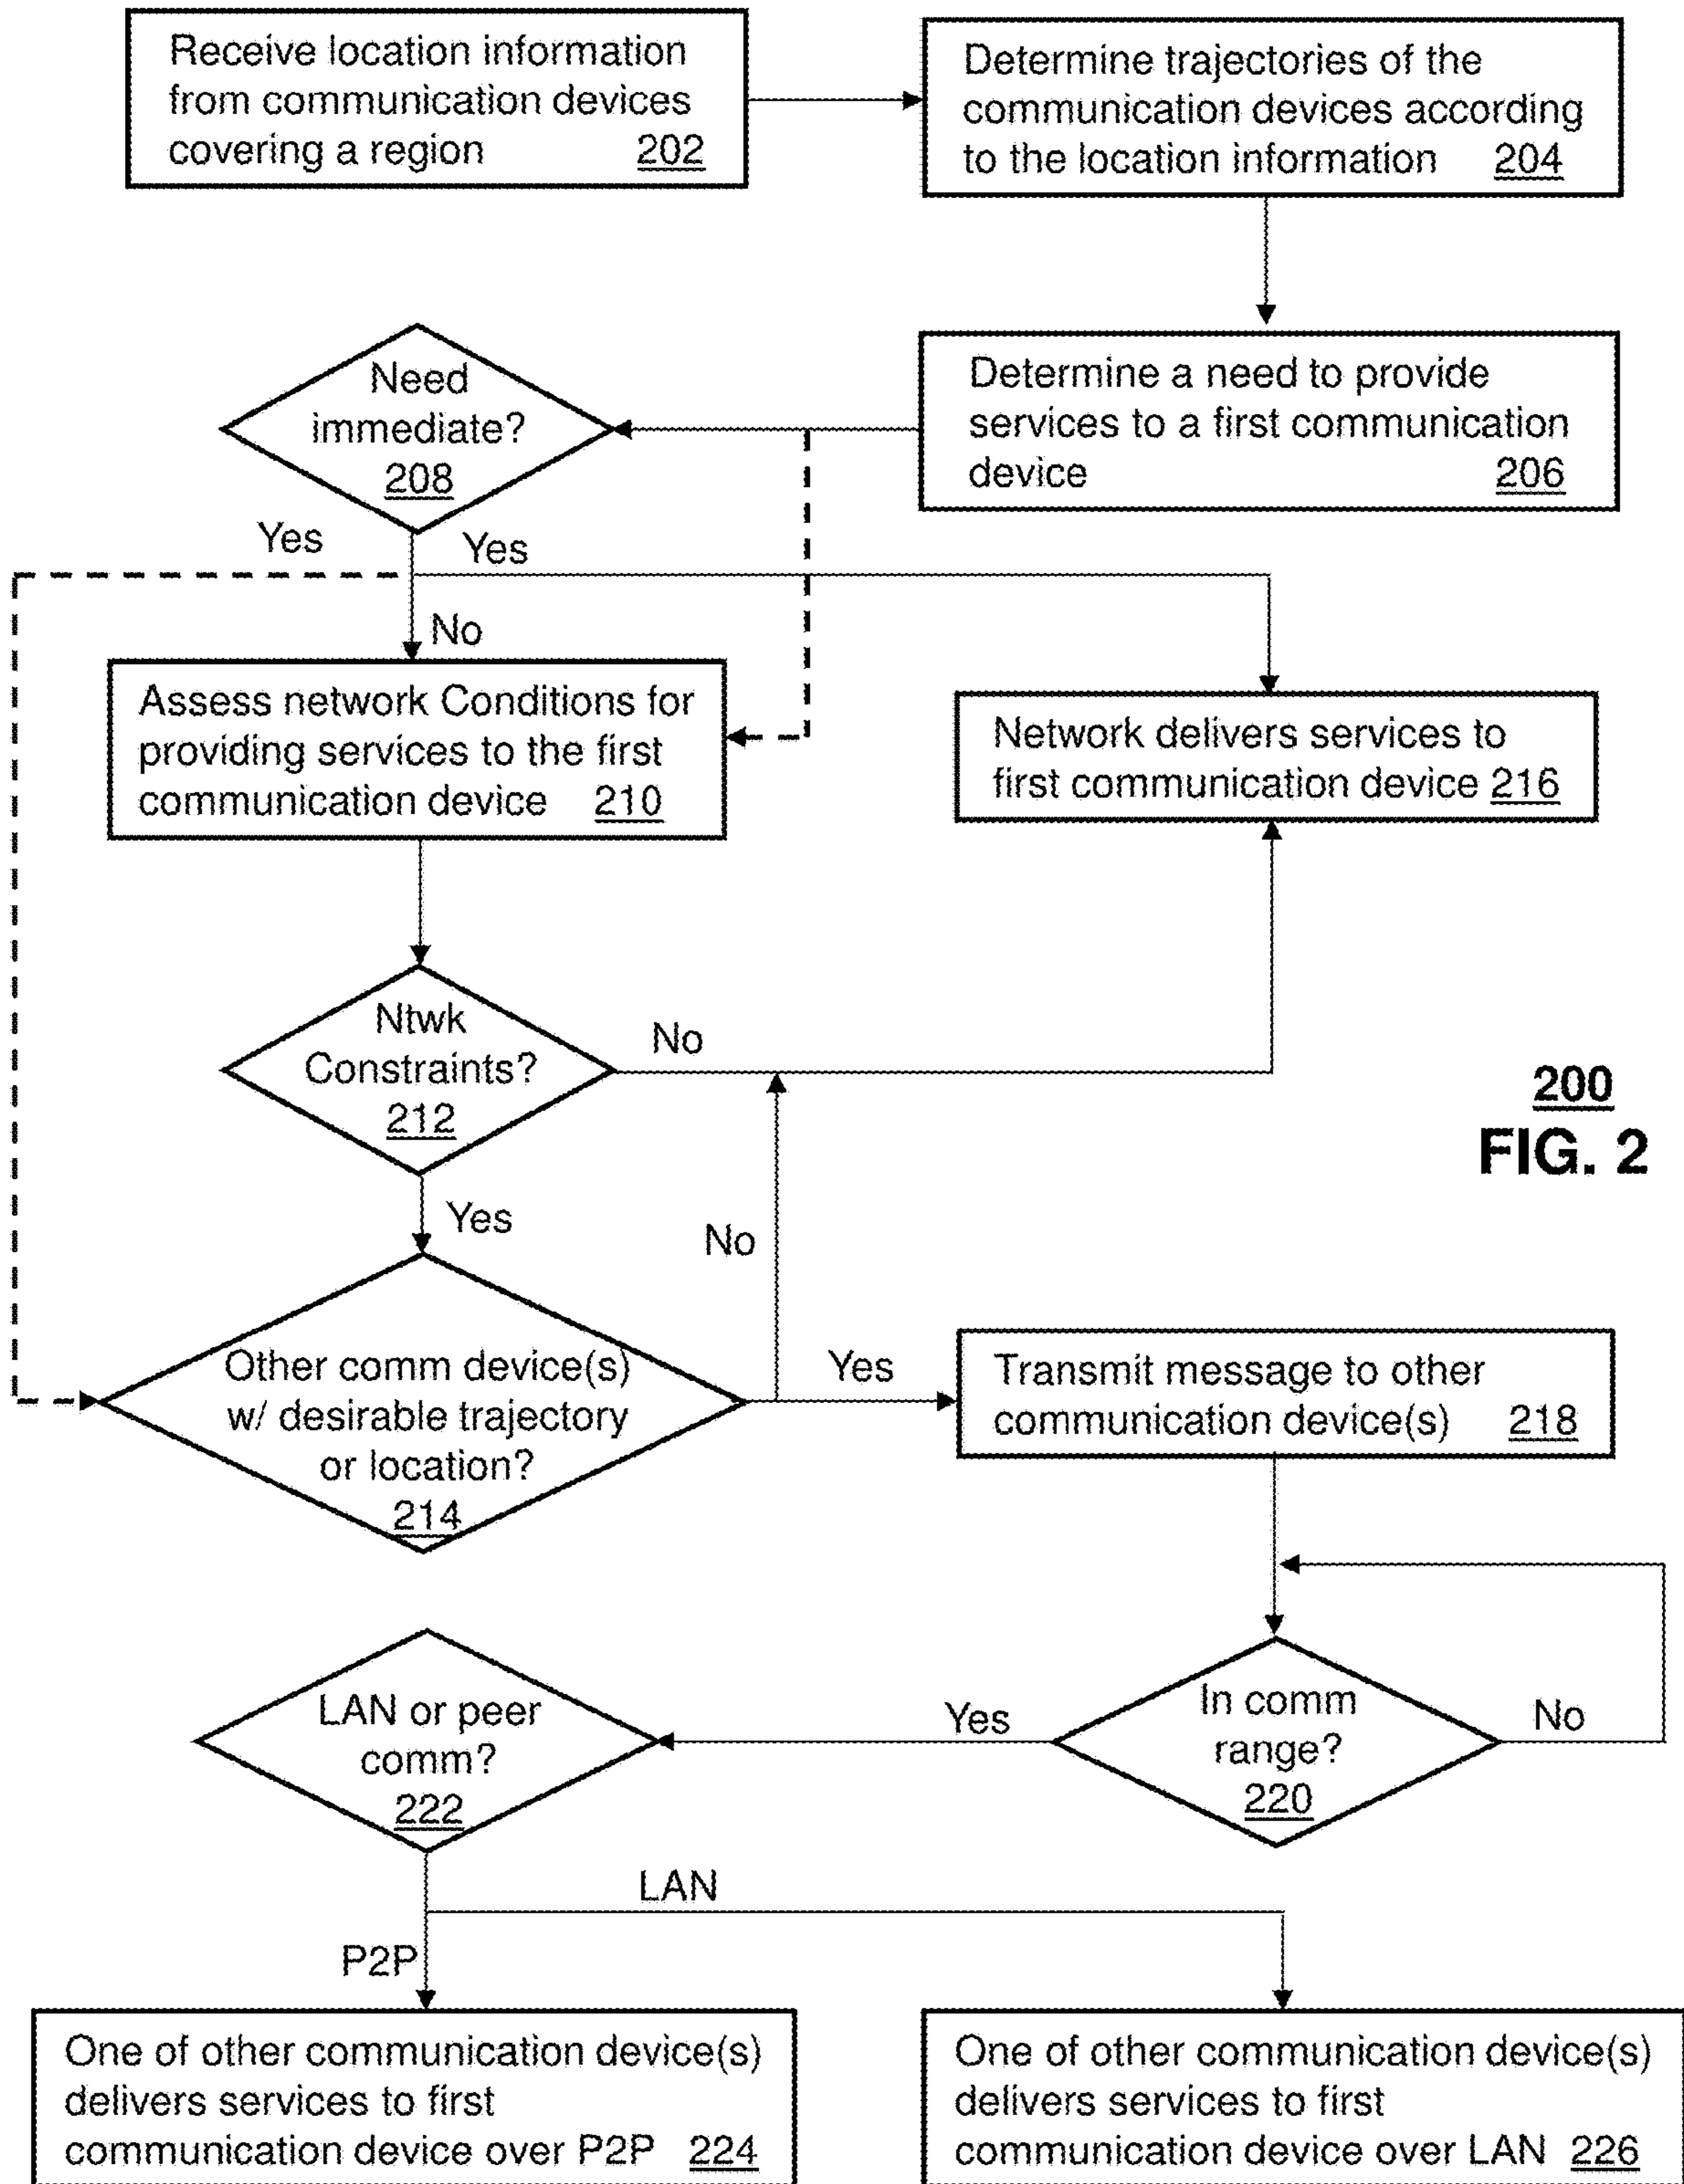 Receive location information
from communication devices
covering a region 202
Determine trajectories of the
communication devices according
to the location information 204
Need
immediate?
208
Determine a need to provide
services to a first communication
device 206
Yes
Yes
No
Assess network Conditions for
providing services to the first
communication device 210
Network delivers services to
first communication device 216
Ntwk
Constraints?
212
No
200
FIG. 2
Yes
No
Other comm device(s)
w/ desirable trajectory
or location?
214
Yes
Transmit message to other
communication device(s) 218
LAN or peer
comm?
222
Yes
In comm
range?
220
No
LAN
P2P
One of other communication device(s)
delivers services to first
communication device over P2P 224
One of other communication device(s)
delivers services to first
communication device over LAN 226